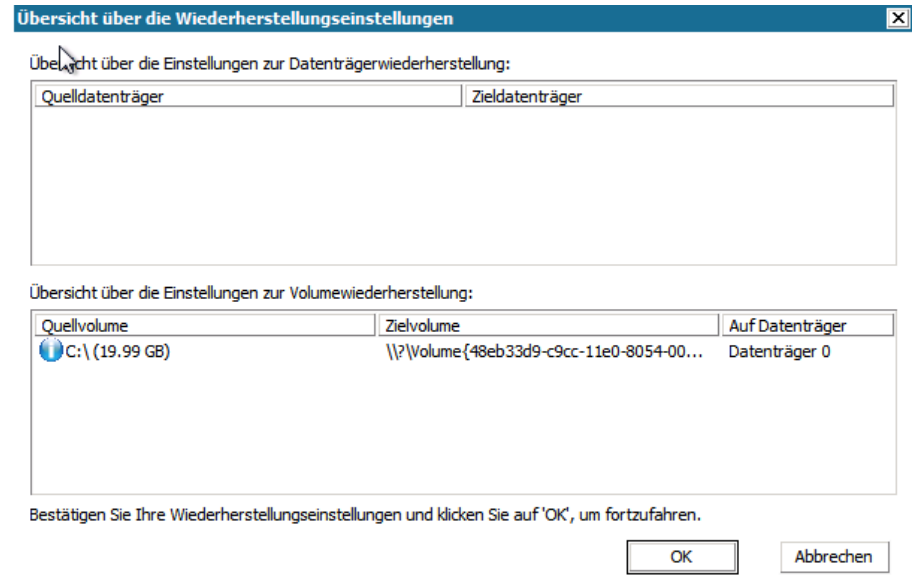 Übersicht über die Wiederherstellungseinstellungen
Übersicht über die Einstellungen zur Datenträgerwiederherstellung:
Quelldatenträger Zieldatenträger
Übersicht über die Einstellungen zur Volumewiederherstellung:
Quellvolume Zielvolume Auf Datenträger
C:\ (19.99 GB) \\?\Volume{48eb33d9-c9cc-11e0-8054-00... Datenträger 0
Bestätigen Sie Ihre Wiederherstellungseinstellungen und klicken Sie auf 'OK', um fortzufahren.
OK Abbrechen